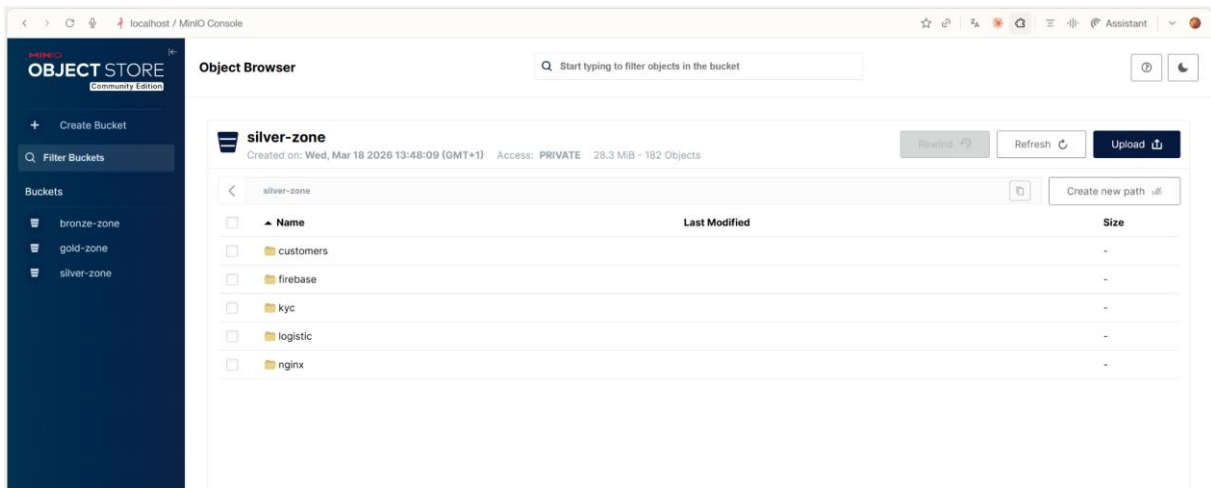 localhost / MinIO Console
Assistant
MINIO
OBJECT STORE
Community Edition
Create Bucket
Filter Buckets
Buckets
bronze-zone
gold-zone
silver-zone
Object Browser
Start typing to filter objects in the bucket
silver-zone
Created on: Wed, Mar 18 2026 13:48:09 (GMT+1) Access: PRIVATE 28.3 MiB - 182 Objects
Rewind
Refresh
Upload
silver-zone
Create new path
Name Last Modified Size
customers -
firebase -
kyc -
logistic -
nginx -